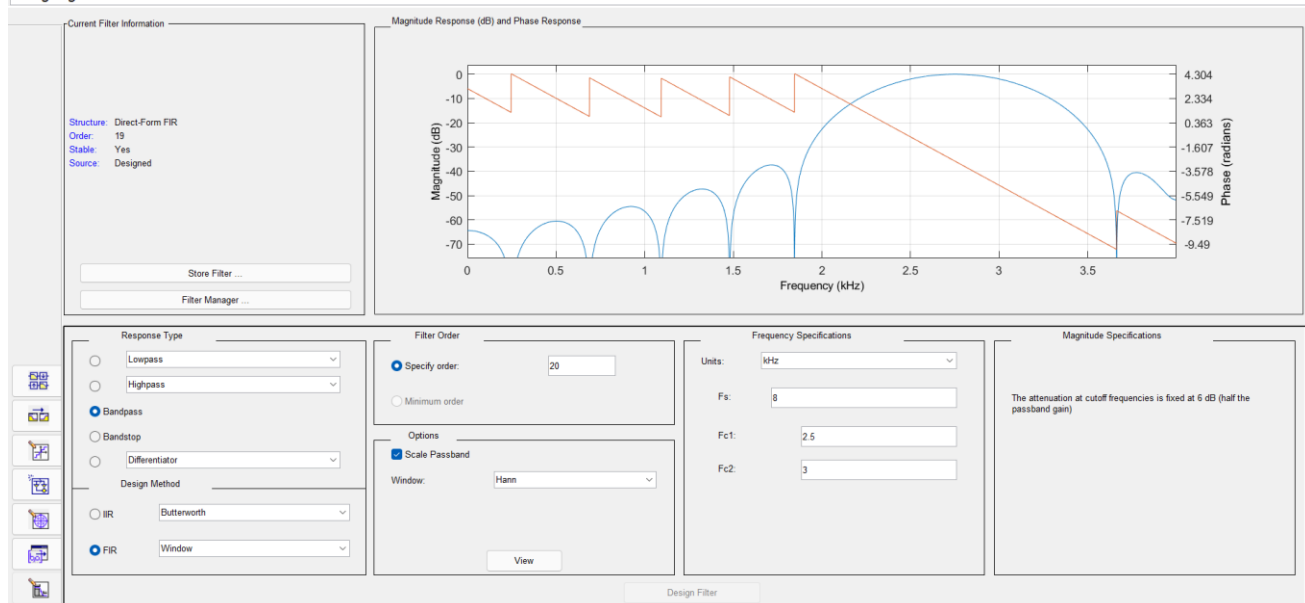 Current Filter Information
Structure: Direct-Form FIR
Order: 19
Stable: Yes
Source: Designed
Store Filter ...
Filter Manager ...
Magnitude Response (dB) and Phase Response
Magnitude (dB)
0
-10
-20
-30
-40
-50
-60
-70
0
0.5
1
1.5
2
2.5
3
3.5
Frequency (kHz)
4.304
2.334
0.363
-1.607
-3.578
-5.549
-7.519
-9.49
Phase (radians)
Response Type
Lowpass
Highpass
Bandpass
Bandstop
Differentiator
Design Method
IIR Butterworth
FIR Window
Filter Order
Specify order: 20
Minimum order
Options
Scale Passband
Window: Hann
View
Frequency Specifications
Units: kHz
Fs: 8
Fc1: 2.5
Fc2: 3
Magnitude Specifications
The attenuation at cutoff frequencies is fixed at 6 dB (half the
passband gain)
Design Filter